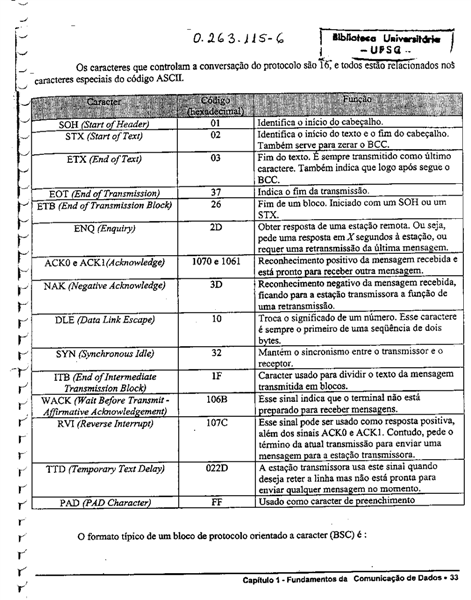 0.263.115-6
Biblioteca Universitária
- UFSC -
Os caracteres que controlam a conversação do protocolo são 16, e todos estão relacionados nos
caracteres especiais do código ASCII.
Caracter Código (hexadecimal) Função
SOH (Start of Header) 01 Identifica o início do cabeçalho.
STX (Start of Text) 02 Identifica o início do texto e o fim do cabeçalho.
Também serve para zerar o BCC.
ETX (End of Text) 03 Fim do texto. É sempre transmitido como último
caractere. Também indica que logo após segue o
BCC.
EOT (End of Transmission) 37 Indica o fim da transmissão.
ETB (End of Transmission Block) 26 Fim de um bloco. Iniciado com um SOH ou um
STX.
ENQ (Enquiry) 2D Obter resposta de uma estação remota. Ou seja,
pede uma resposta em X segundos à estação, ou
requer uma retransmissão da última mensagem.
ACK0 e ACK1(Acknowledge) 1070 e 1061 Reconhecimento positivo da mensagem recebida e
está pronto para receber outra mensagem.
NAK (Negative Acknowledge) 3D Reconhecimento negativo da mensagem recebida,
ficando para a estação transmissora a função de
uma retransmissão.
DLE (Data Link Escape) 10 Troca o significado de um número. Esse caractere
é sempre o primeiro de uma seqüência de dois
bytes.
SYN (Synchronous Idle) 32 Mantém o sincronismo entre o transmissor e o
receptor.
ITB (End of Intermediate 1F Caracter usado para dividir o texto da mensagem
Transmission Block) transmitida em blocos.
WACK (Wait Before Transmit - 106B Esse sinal indica que o terminal não está
Affirmative Acknowledgement) preparado para receber mensagens.
RVI (Reverse Interrupt) 107C Esse sinal pode ser usado como resposta positiva,
além dos sinais ACK0 e ACK1. Contudo, pede o
término da atual transmissão para enviar uma
mensagem para a estação transmissora.
TTD (Temporary Text Delay) 022D A estação transmissora usa este sinal quando
deseja reter a linha mas não está pronta para
enviar qualquer mensagem no momento.
PAD (PAD Character) FF Usado como caracter de preenchimento
O formato típico de um bloco de protocolo orientado a caracter (BSC) é :
Capítulo 1 - Fundamentos da Comunicação de Dados • 33